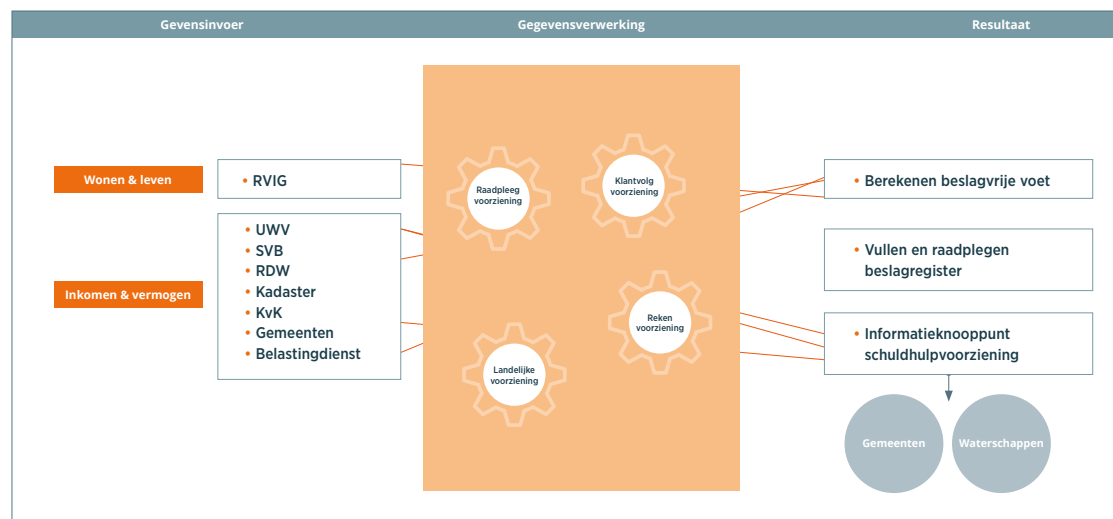 Gevensinvoer
Gegevensverwerking
Resultaat
Wonen & leven
• RVIG
Inkomen & vermogen
• UWV
• SVB
• RDW
• Kadaster
• KvK
• Gemeenten
• Belastingdienst
Raadpleeg
voorziening
Klantvolg
voorziening
Reken
voorziening
Landelijke
voorziening
• Berekenen beslagvrije voet
• Vullen en raadplegen
beslagregister
• Informatieknooppunt
schuldhulpvoorziening
Gemeenten
Waterschappen